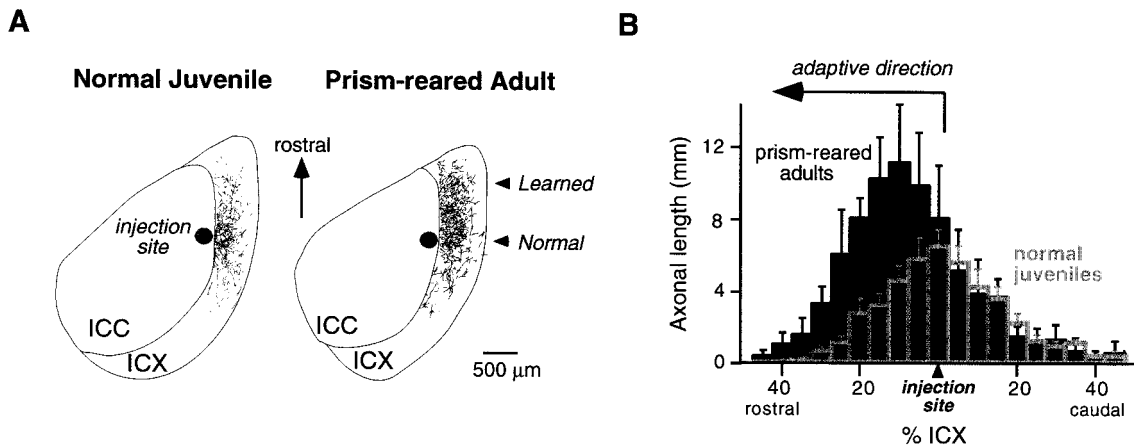 A
Normal Juvenile
Prism-reared Adult
rostral
Learned
injection
site
Normal
ICC
ICX
ICC
ICX
500 µm
B
adaptive direction
prism-reared
adults
normal
juveniles
Axonal length (mm)
12
8
4
0
40
20
injection
site
20
40
rostral
caudal
% ICX